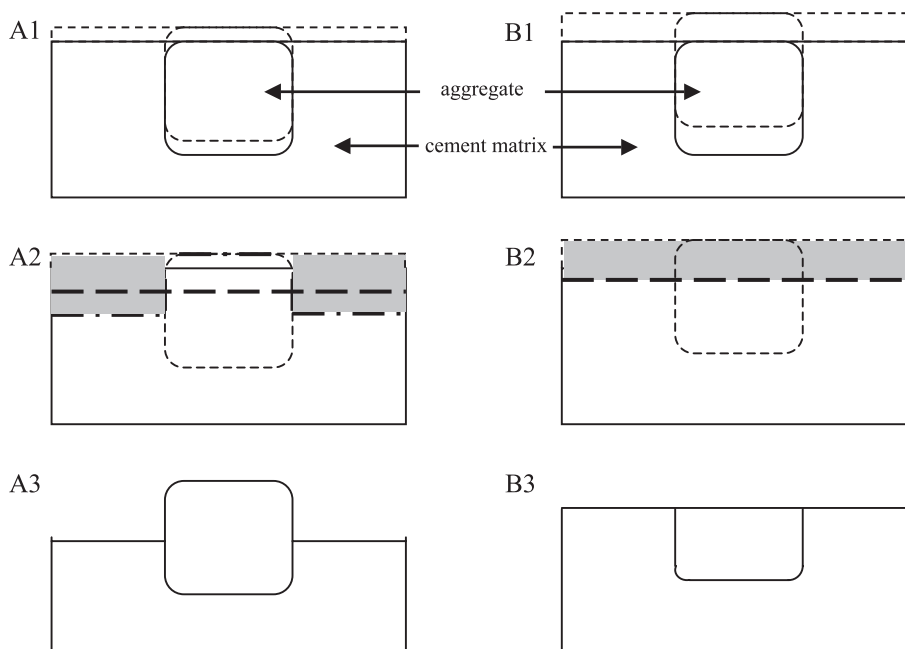 A1
B1
aggregate
cement matrix
A2
B2
A3
B3